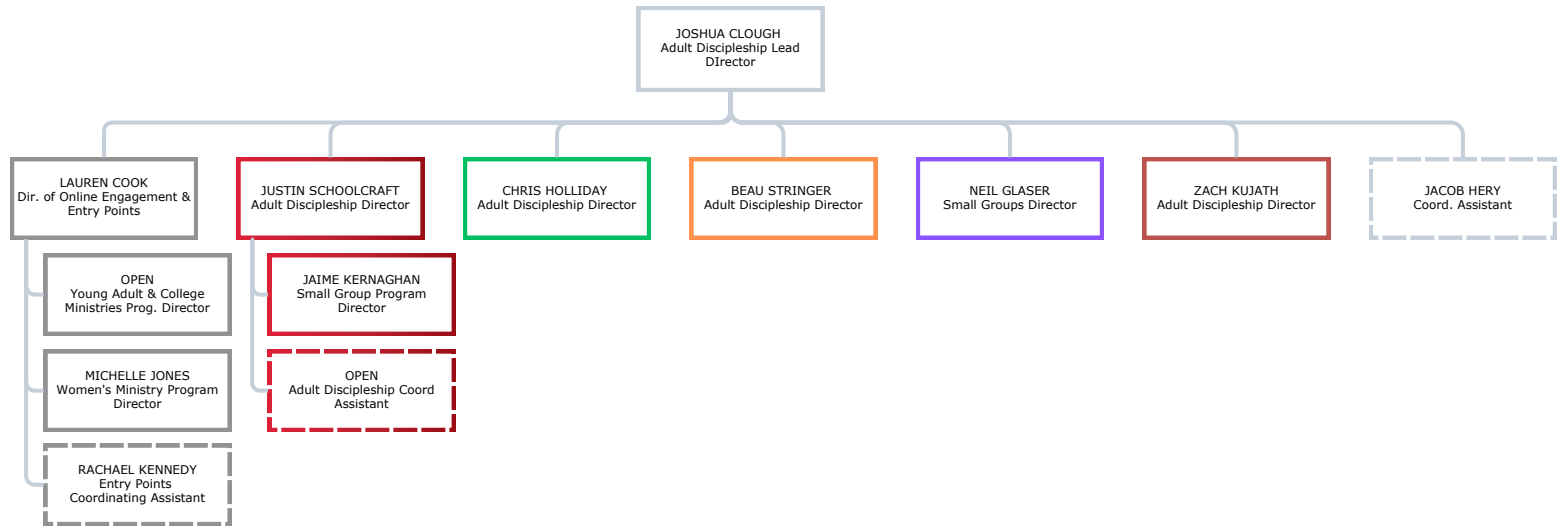 JOSHUA CLOUGH
Adult Discipleship Lead
DIrector
LAUREN COOK
Dir. of Online Engagement &
Entry Points
JUSTIN SCHOOLCRAFT
Adult Discipleship Director
CHRIS HOLLIDAY
Adult Discipleship Director
BEAU STRINGER
Adult Discipleship Director
NEIL GLASER
Small Groups Director
ZACH KUJATH
Adult Discipleship Director
JACOB HERY
Coord. Assistant
OPEN
Young Adult & College
Ministries Prog. Director
JAIME KERNAGHAN
Small Group Program
Director
MICHELLE JONES
Women's Ministry Program
Director
OPEN
Adult Discipleship Coord
Assistant
RACHAEL KENNEDY
Entry Points
Coordinating Assistant